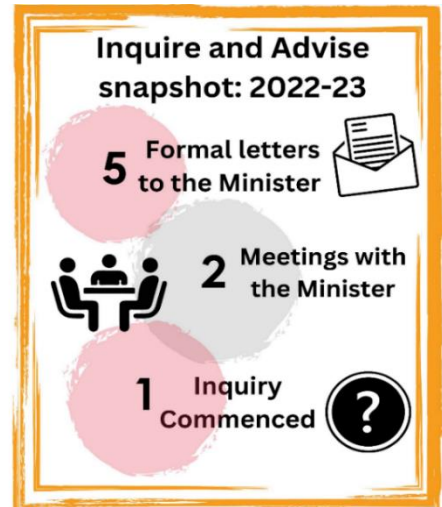 Inquire and Advise
snapshot: 2022-23
5 Formal letters
to the Minister
2 Meetings with
the Minister
1 Inquiry
Commenced
?